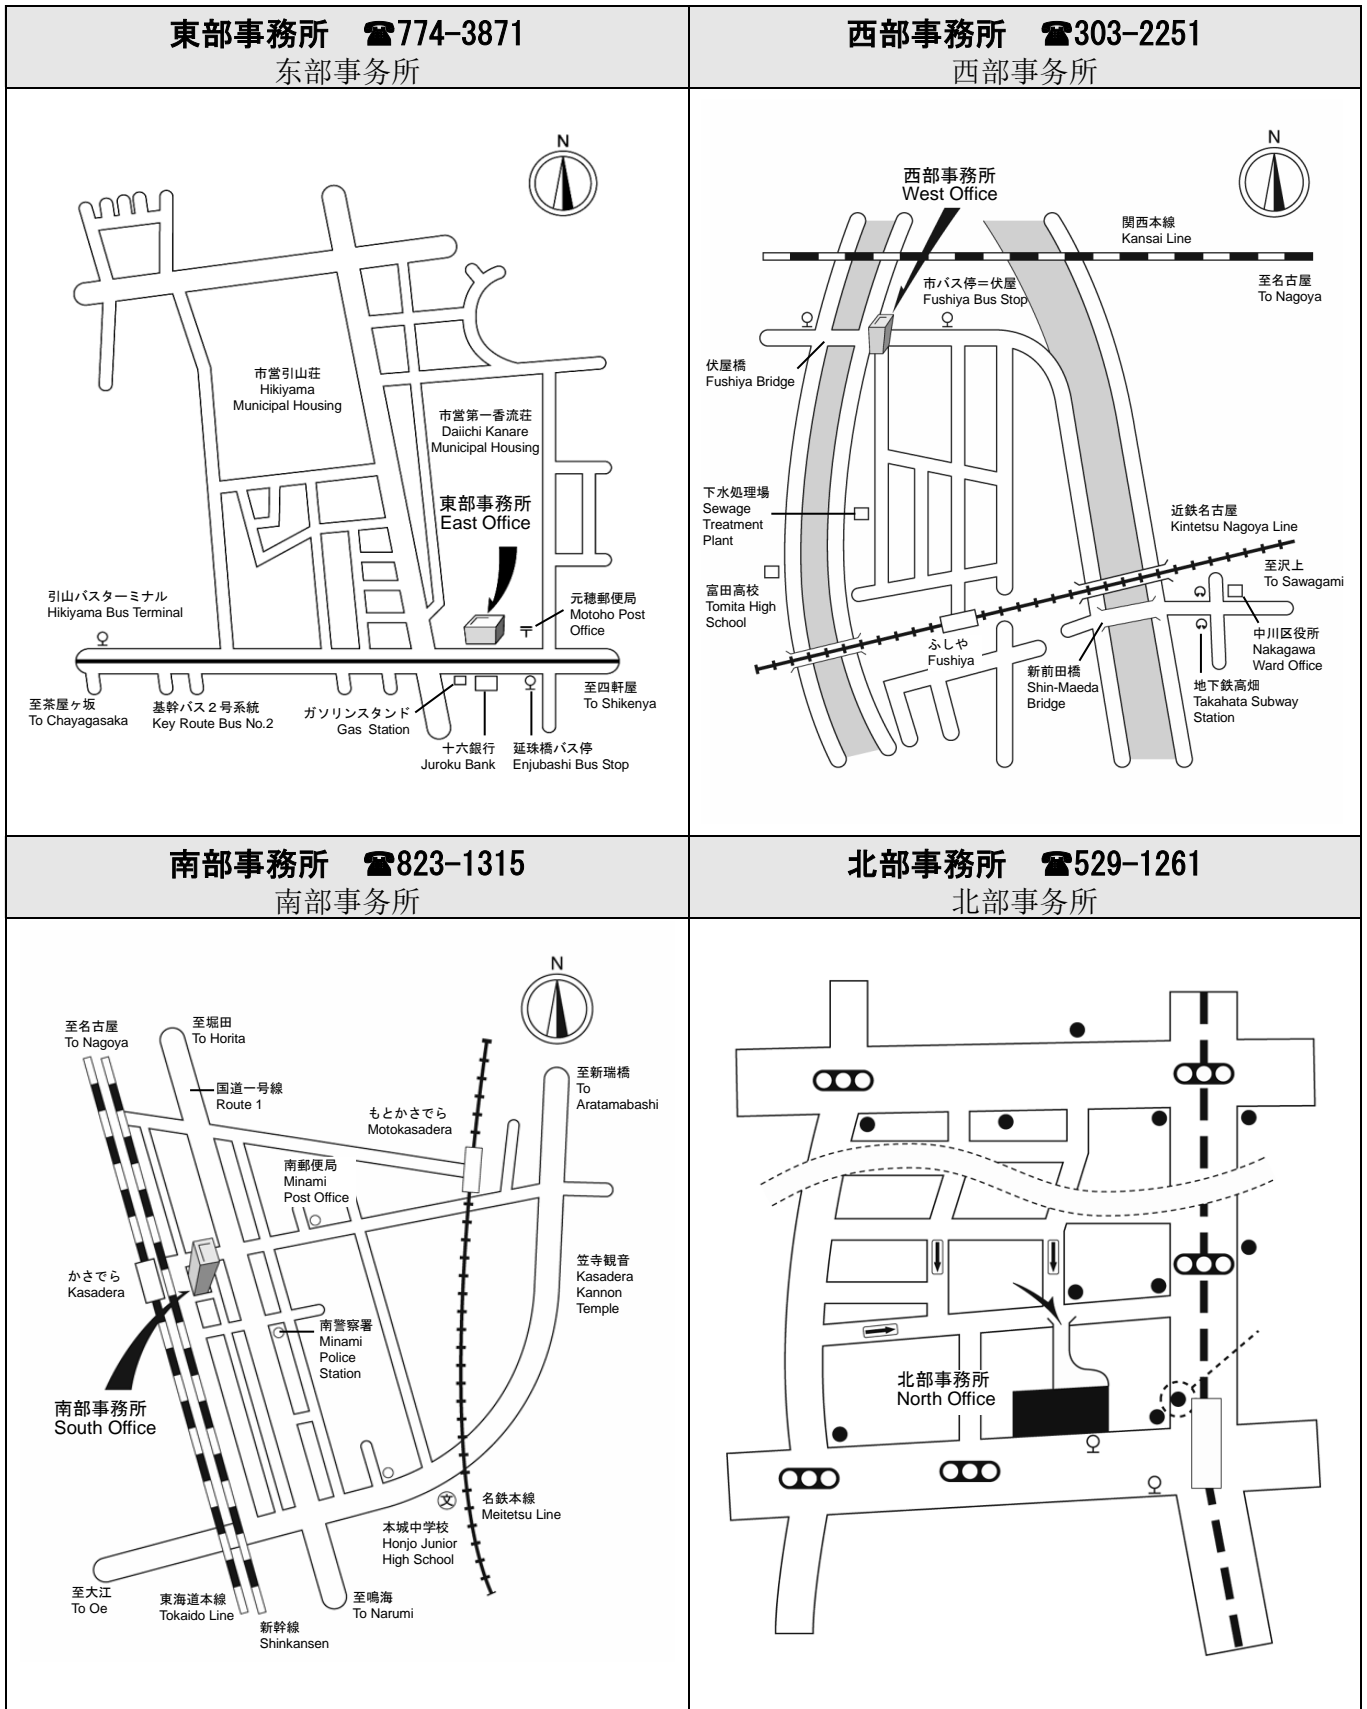 東部事務所 ☎774-3871
东部事务所
N
市営引山荘
Hikiyama
Municipal Housing
市営第一香流荘
Daiichi Kanare
Municipal Housing
東部事務所
East Office
引山バスターミナル
Hikiyama Bus Terminal
元穂郵便局
Motoho Post
Office
〒
至茶屋ヶ坂
To Chayagasaka
基幹バス2号系統
Key Route Bus No.2
ガソリンスタンド
Gas Station
至四軒屋
To Shikenya
十六銀行
Juroku Bank
延珠橋バス停
Enjubashi Bus Stop
西部事務所 ☎303-2251
西部事务所
N
西部事務所
West Office
関西本線
Kansai Line
市バス停=伏屋
Fushiya Bus Stop
至名古屋
To Nagoya
伏屋橋
Fushiya Bridge
下水処理場
Sewage
Treatment
Plant
近鉄名古屋
Kintetsu Nagoya Line
富田高校
Tomita High
School
至沢上
To Sawagami
ふしや
Fushiya
中川区役所
Nakagawa
Ward Office
新前田橋
Shin-Maeda
Bridge
地下鉄高畑
Takahata Subway
Station
南部事務所 ☎823-1315
南部事务所
N
至名古屋
To Nagoya
至堀田
To Horita
国道一号線
Route 1
もとかさでら
Motokasadera
至新瑞橋
To
Aratamabashi
南郵便局
Minami
Post Office
かさでら
Kasadera
笠寺観音
Kasadera
Kannon
Temple
南警察署
Minami
Police
Station
南部事務所
South Office
文
名鉄本線
Meitetsu Line
本城中学校
Honjo Junior
High School
至大江
To Oe
東海道本線
Tokaido Line
至鳴海
To Narumi
新幹線
Shinkansen
北部事務所 ☎529-1261
北部事务所
北部事務所
North Office